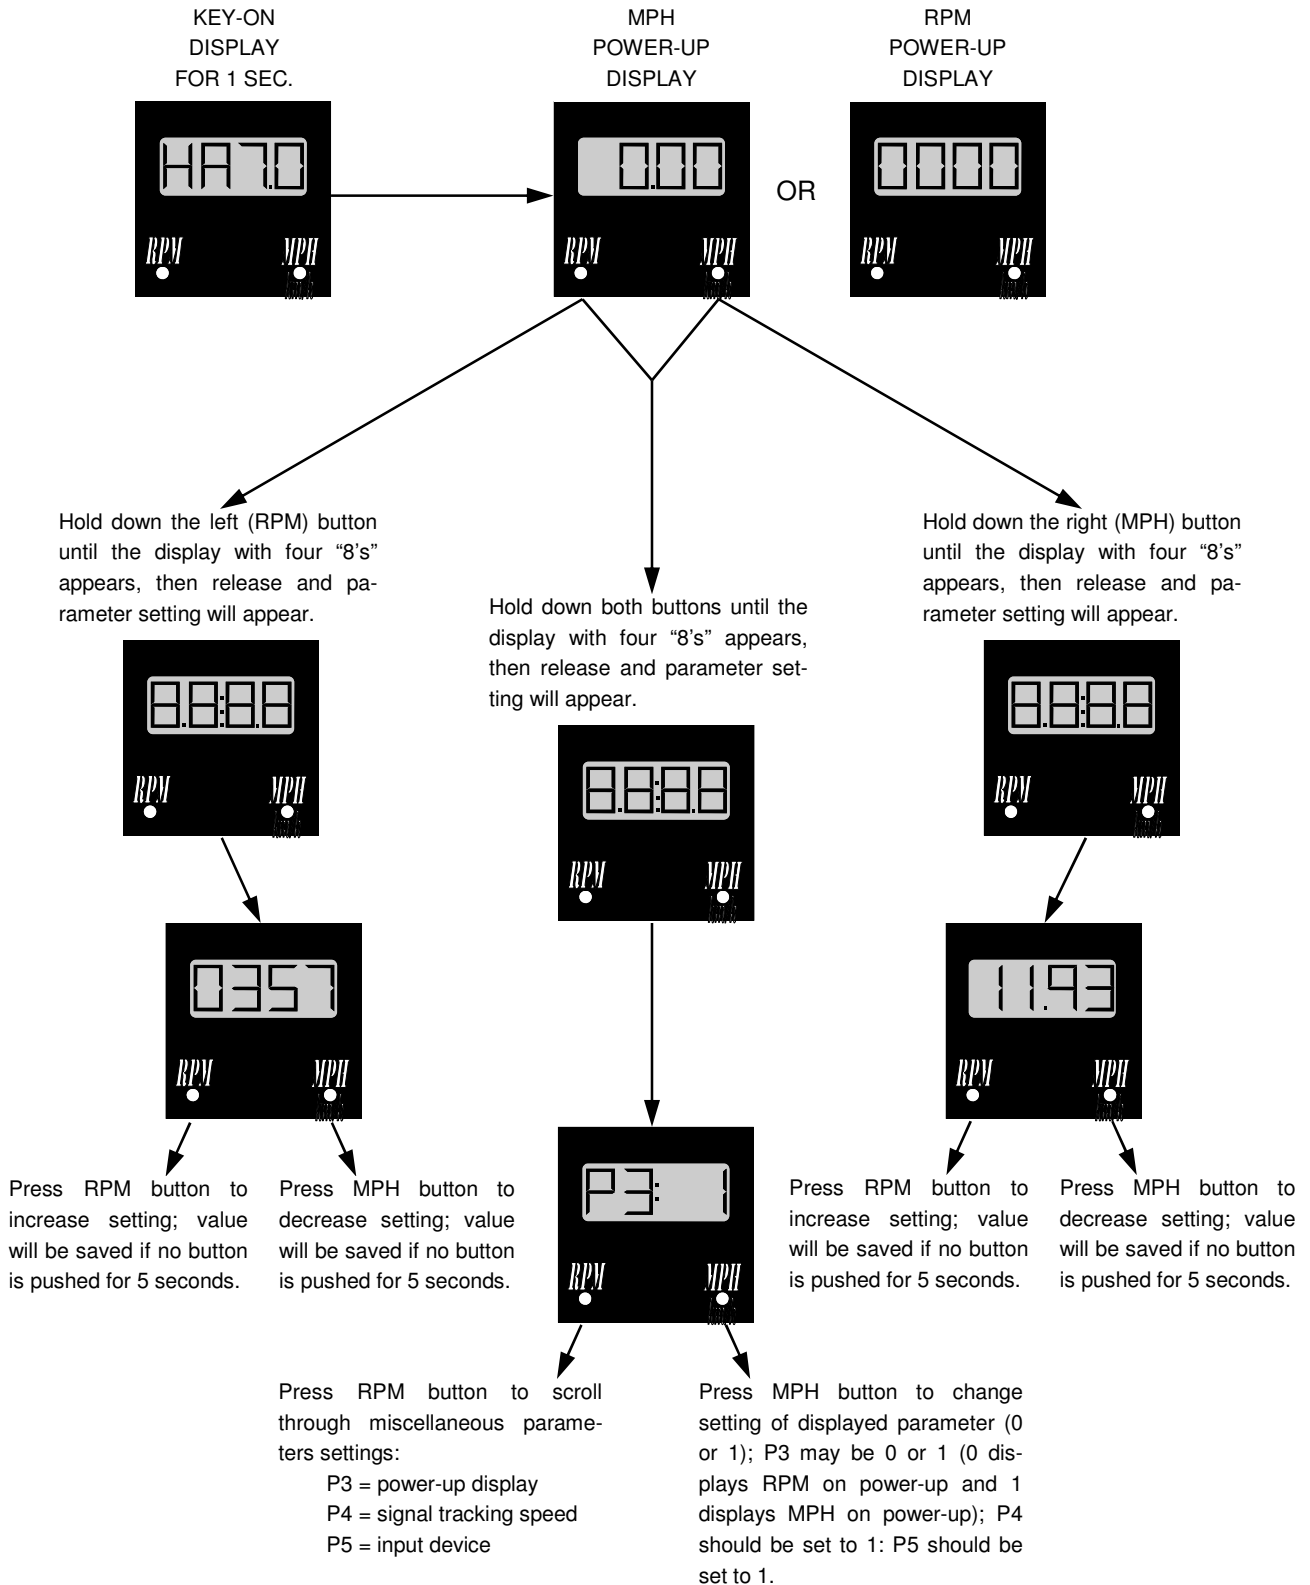 KEY-ON
DISPLAY
FOR 1 SEC.
MPH
POWER-UP
DISPLAY
RPM
POWER-UP
DISPLAY
HA7.0
RPM MPH
0.00
RPM MPH
OR
0000
RPM MPH
Hold down the left (RPM) button
until the display with four “8's”
appears, then release and pa-
rameter setting will appear.
Hold down both buttons until the
display with four “8's” appears,
then release and parameter set-
ting will appear.
Hold down the right (MPH) button
until the display with four “8's”
appears, then release and pa-
rameter setting will appear.
8.8:8.8
RPM MPH
8.8:8.8
RPM MPH
8.8:8.8
RPM MPH
0357
RPM MPH
11.93
RPM MPH
P3: 1
RPM MPH
Press RPM button to
increase setting; value
will be saved if no button
is pushed for 5 seconds.
Press MPH button to
decrease setting; value
will be saved if no button
is pushed for 5 seconds.
Press RPM button to
increase setting; value
will be saved if no button
is pushed for 5 seconds.
Press MPH button to
decrease setting; value
will be saved if no button
is pushed for 5 seconds.
Press RPM button to scroll
through miscellaneous parame-
ters settings:
P3 = power-up display
P4 = signal tracking speed
P5 = input device
Press MPH button to change
setting of displayed parameter (0
or 1); P3 may be 0 or 1 (0 dis-
plays RPM on power-up and 1
displays MPH on power-up); P4
should be set to 1: P5 should be
set to 1.